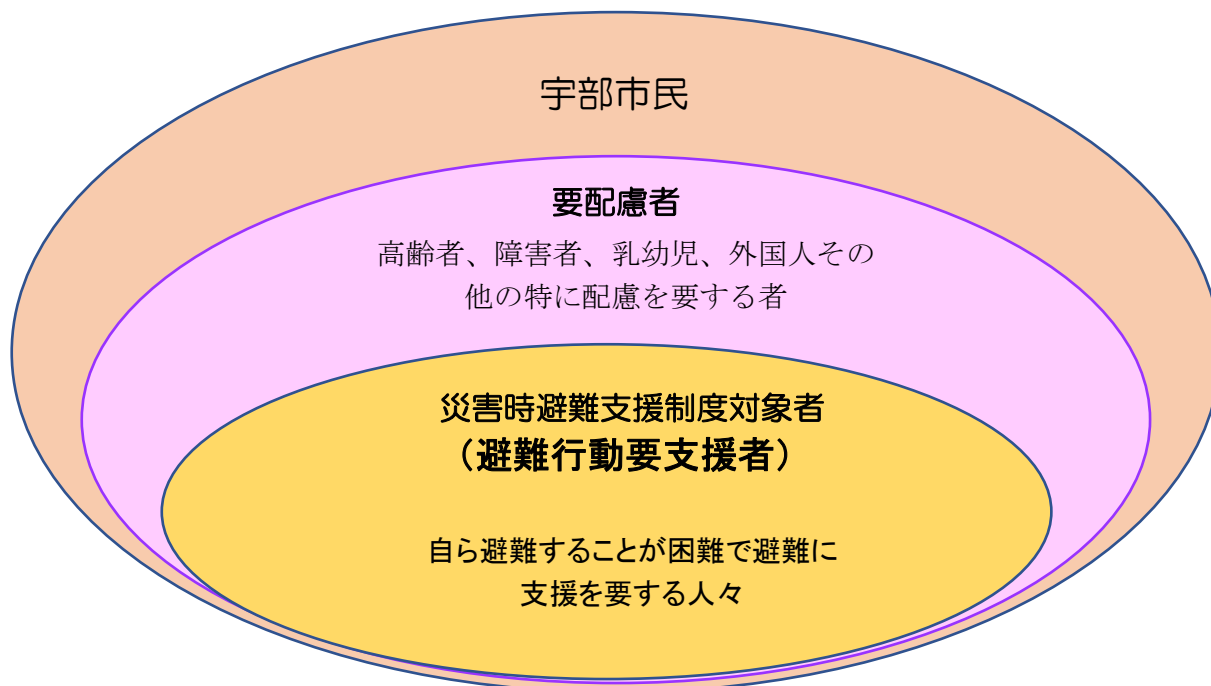 宇部市民
要配慮者
高齢者、障害者、乳幼児、外国人その
他の特に配慮を要する者
災害時避難支援制度対象者
（避難行動要支援者）
自ら避難することが困難で避難に
支援を要する人々